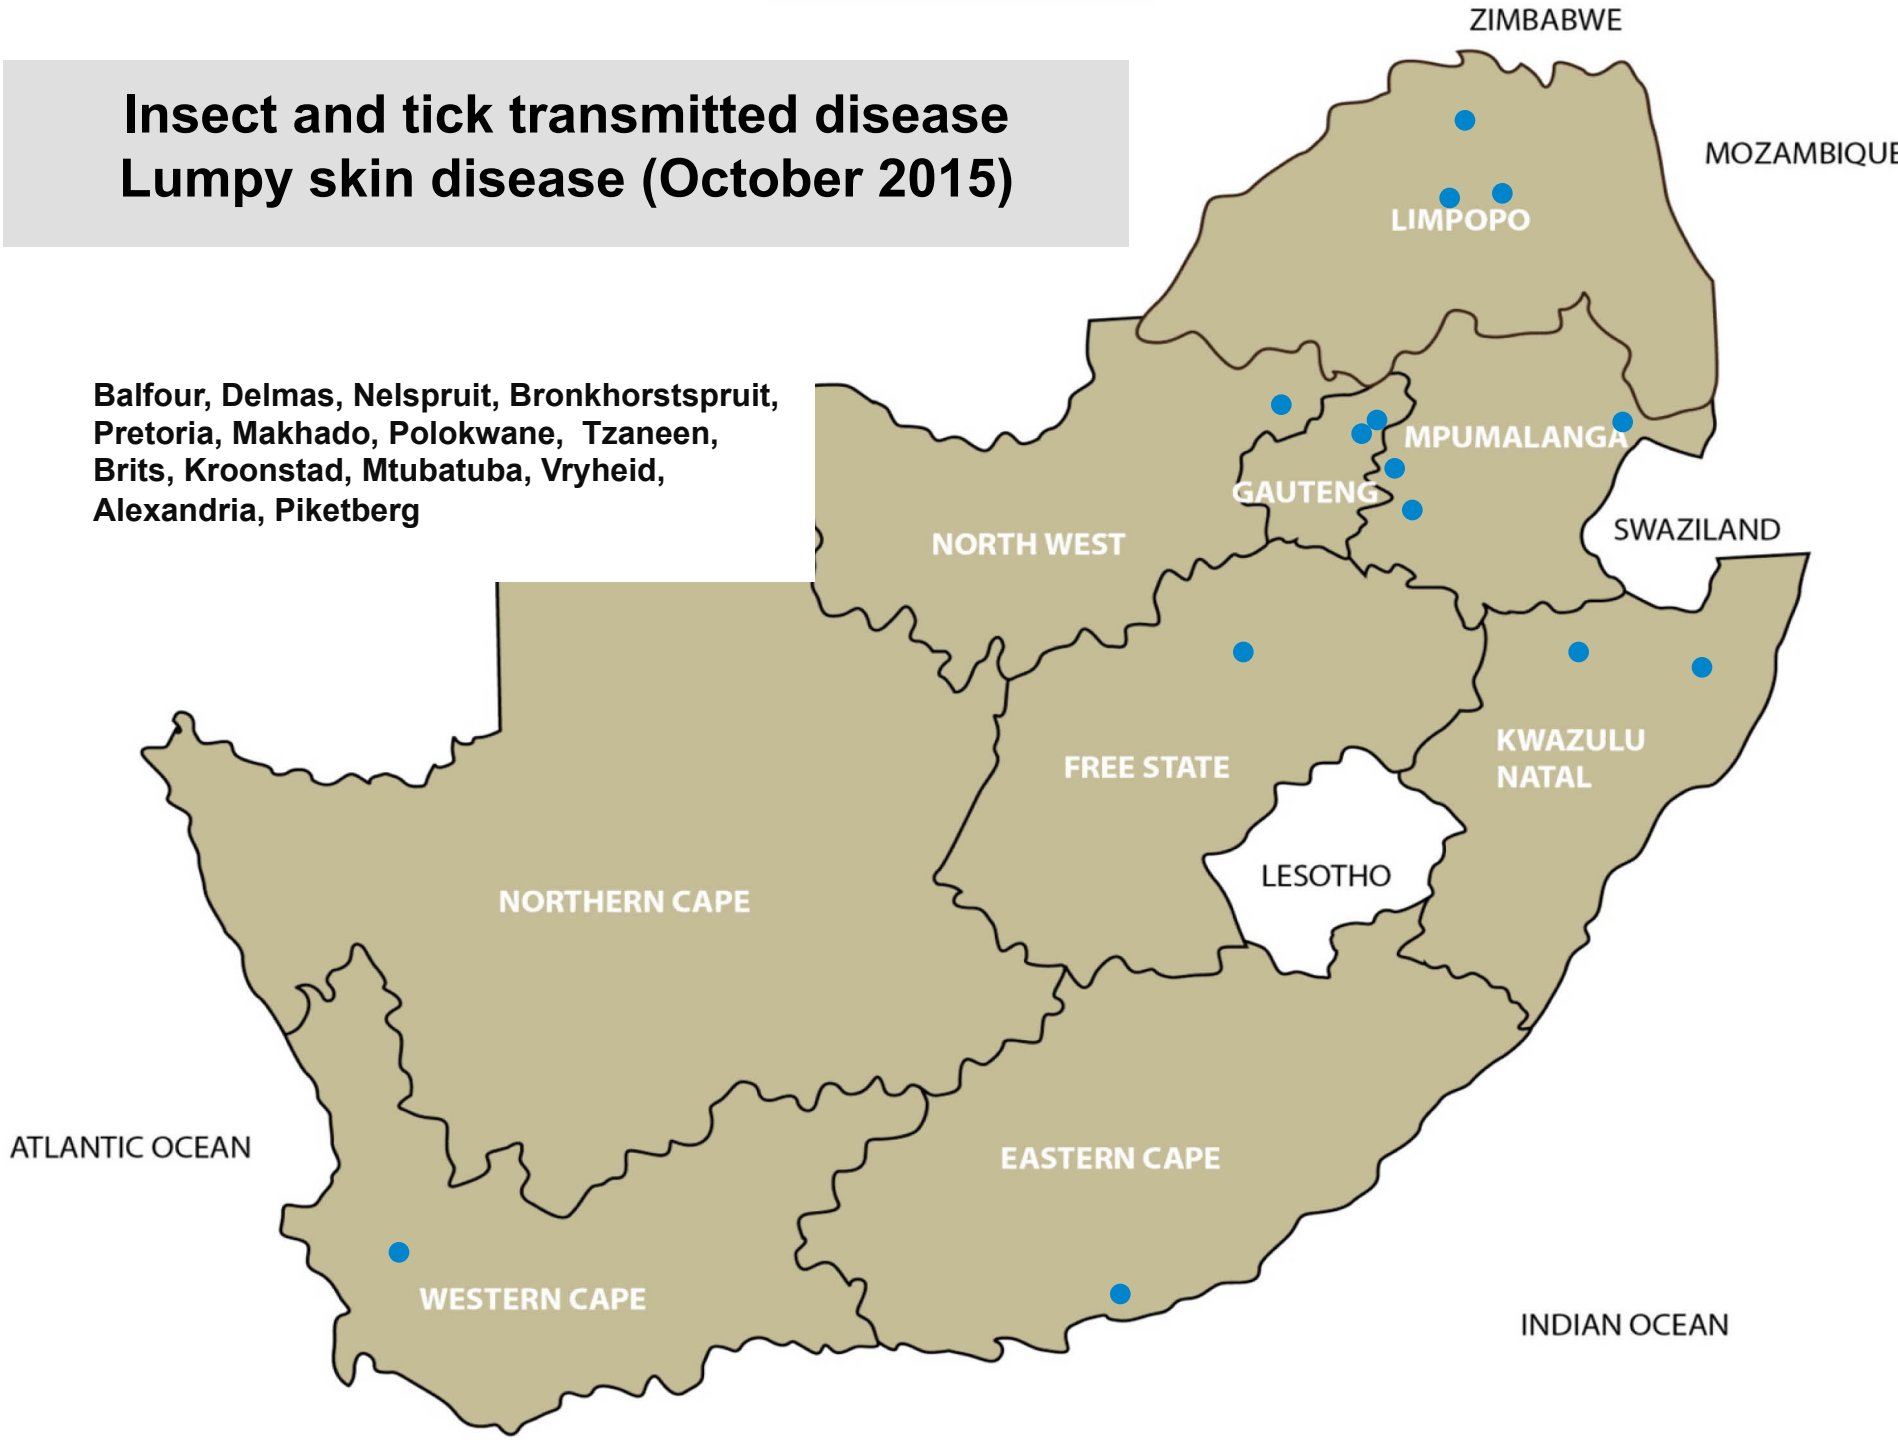 ZIMBABWE
Insect and tick transmitted disease
Lumpy skin disease (October 2015)
MOZAMBIQUE
LIMPOPO
Balfour, Delmas, Nelspruit, Bronkhorstspruit,
Pretoria, Makhado, Polokwane, Tzaneen,
Brits, Kroonstad, Mtubatuba, Vryheid,
Alexandria, Piketberg
MPUMALANGA
GAUTENG
NORTH WEST
SWAZILAND
KWAZULU
NATAL
FREE STATE
LESOTHO
NORTHERN CAPE
ATLANTIC OCEAN
EASTERN CAPE
WESTERN CAPE
INDIAN OCEAN